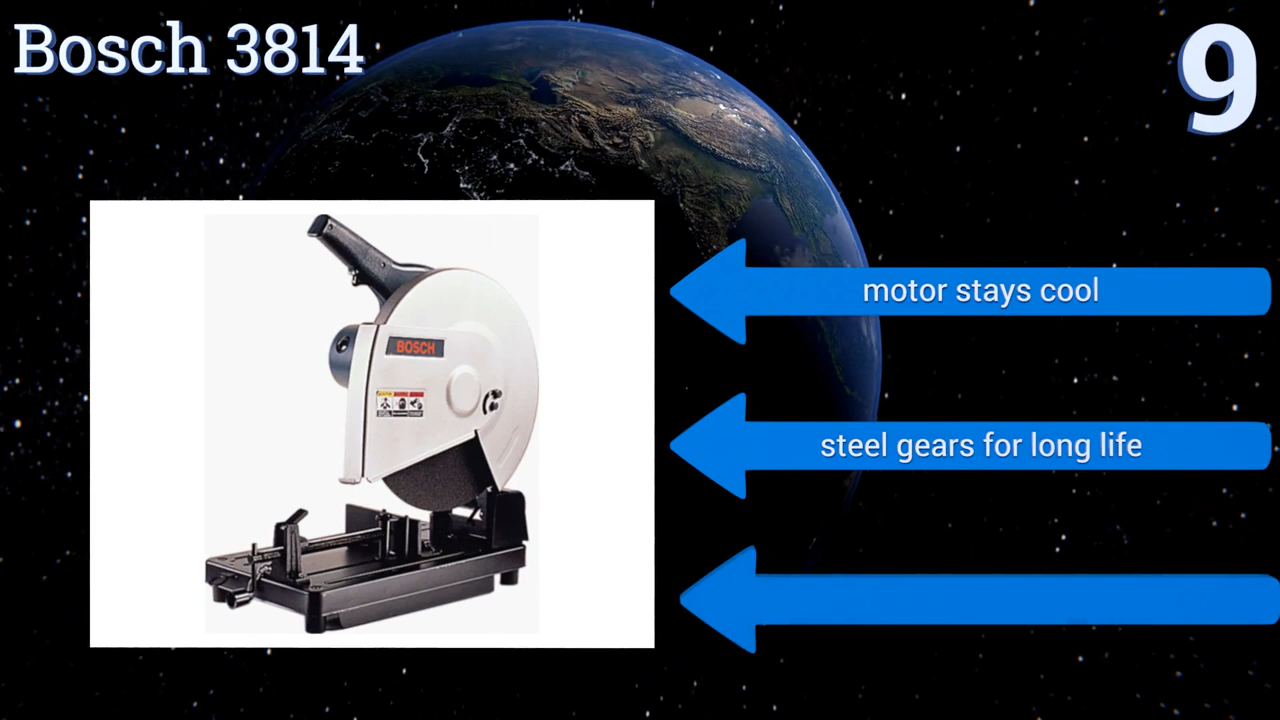 Bosch 3814
9
motor stays cool
BOSCH
steel gears for long life